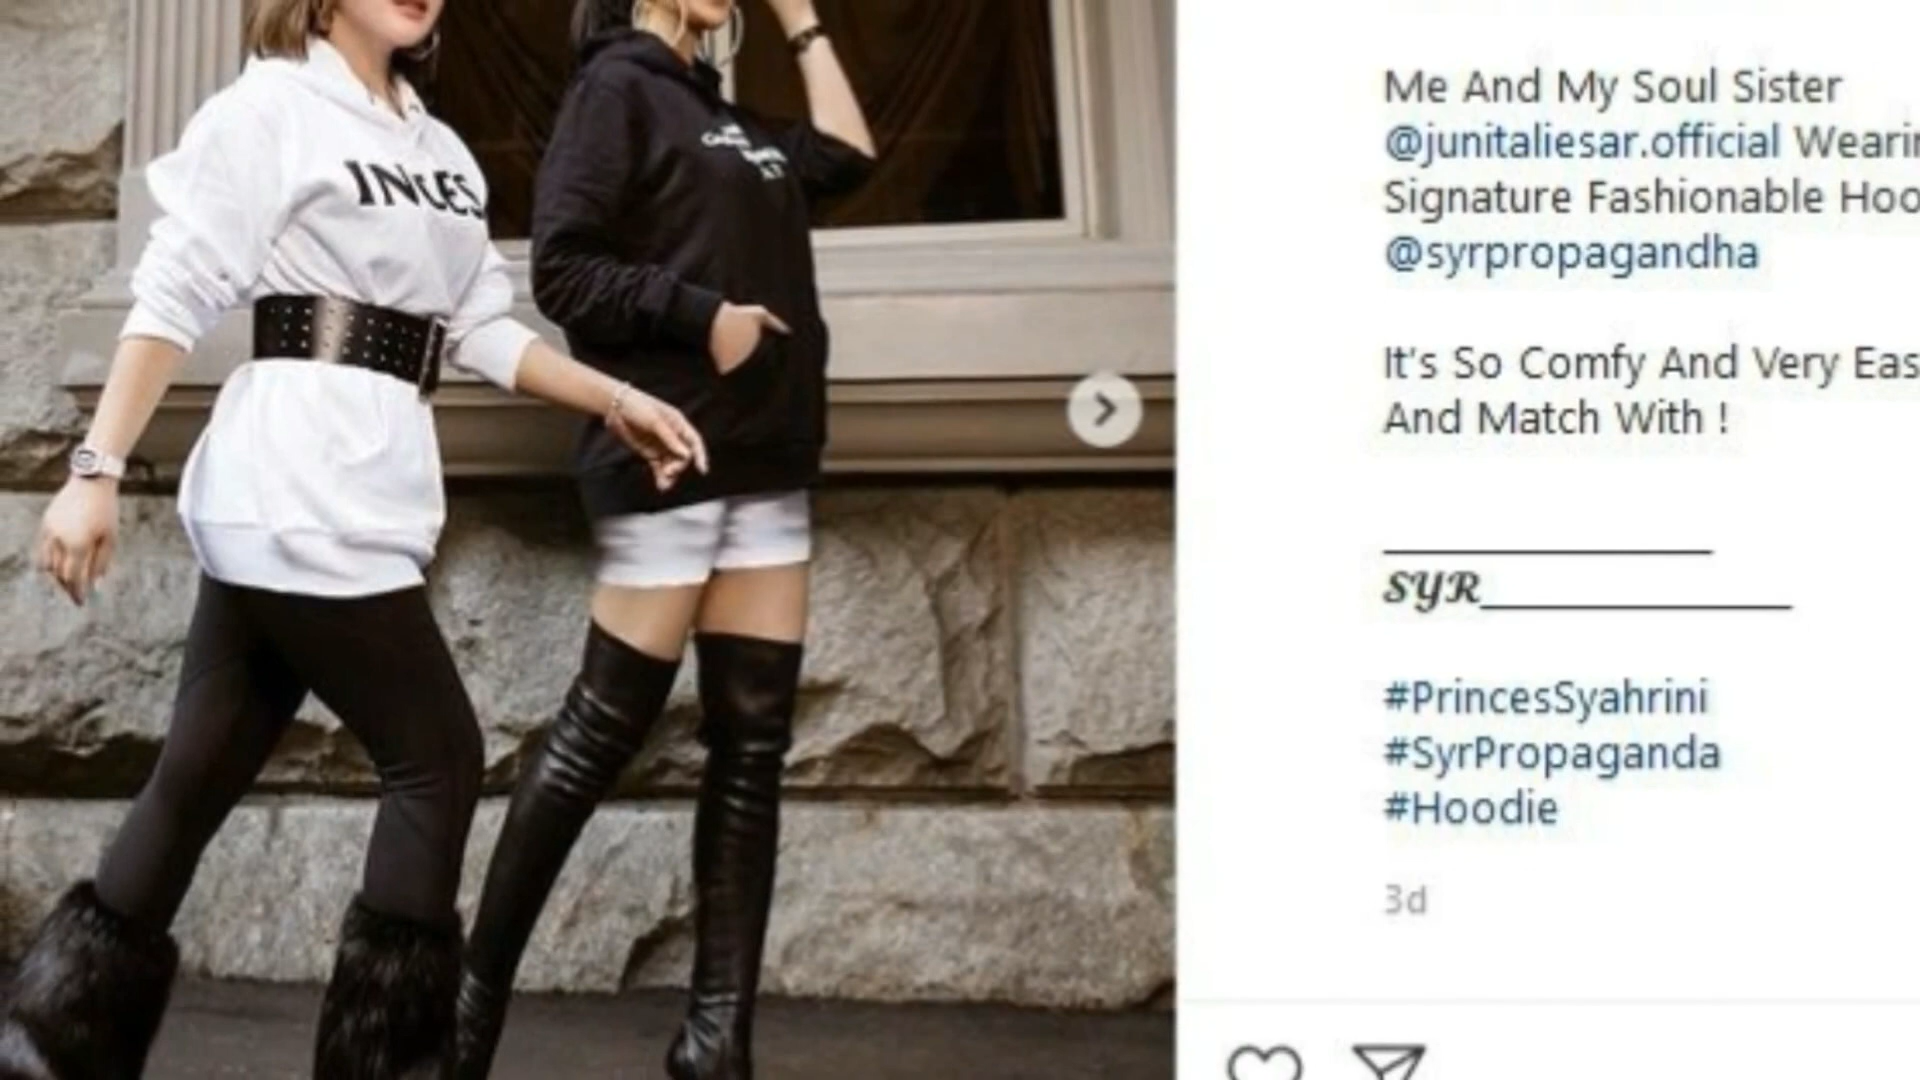 INCES
Me And My Soul Sister
@junitaliesar.official
Signature Fashionable
@syrpropagandha
It's So Comfy And Very
And Match With !
SYR
#PrincesSyahrini
#SyrPropaganda
#Hoodie
3d